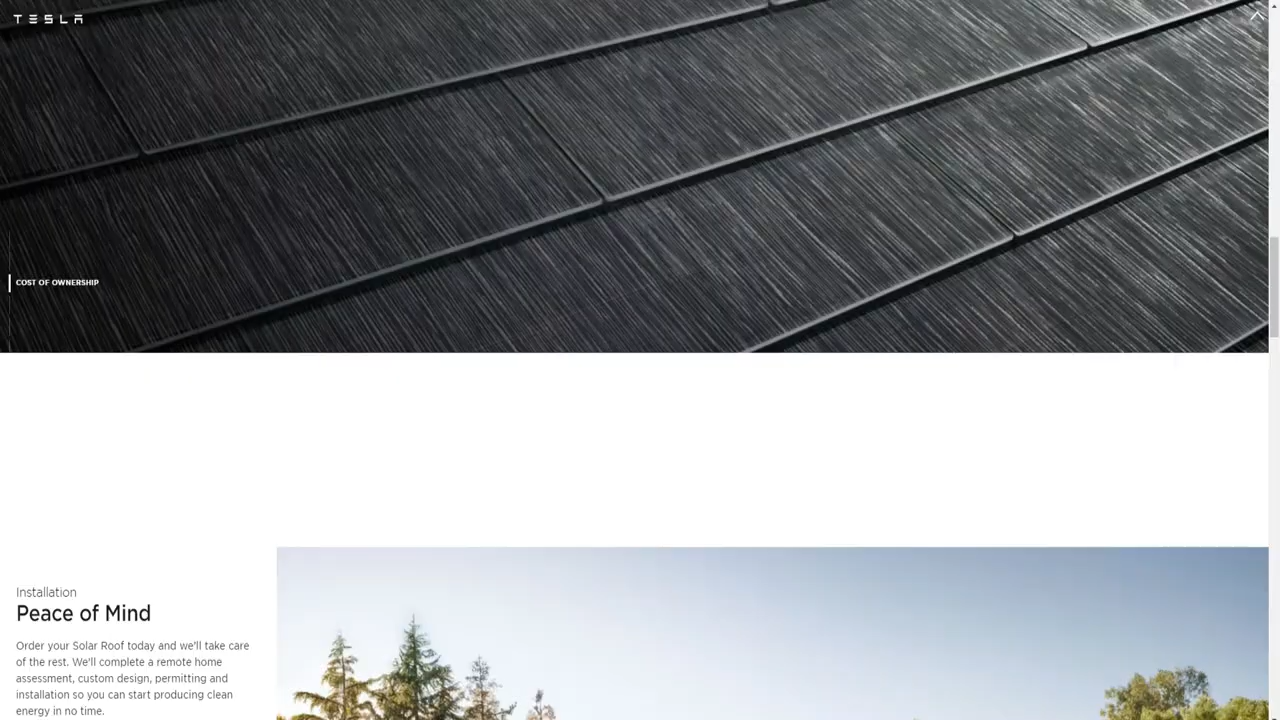 TESLA
COST OF OWNERSHIP
Installation
Peace of Mind
Order your Solar Roof today and we'll take care
of the rest. We'll complete a remote home
assessment, custom design, permitting and
installation so you can start producing clean
energy in no time.